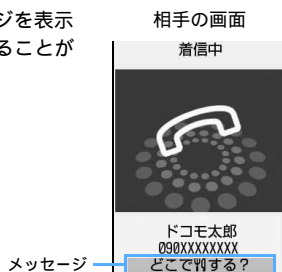 ジを表示
ることが
相手の画面
着信中
ドコモ太郎
090XXXXXXXX
メッセージ
どこで🍴する？